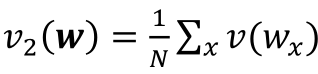 𝑣₂(𝒘) = 1/N ∑ₓ 𝑣(𝑤ₓ)